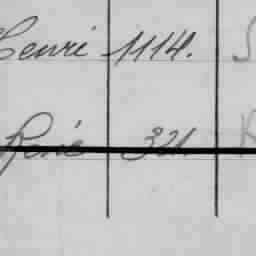 Henri 1114. S
René 321 R